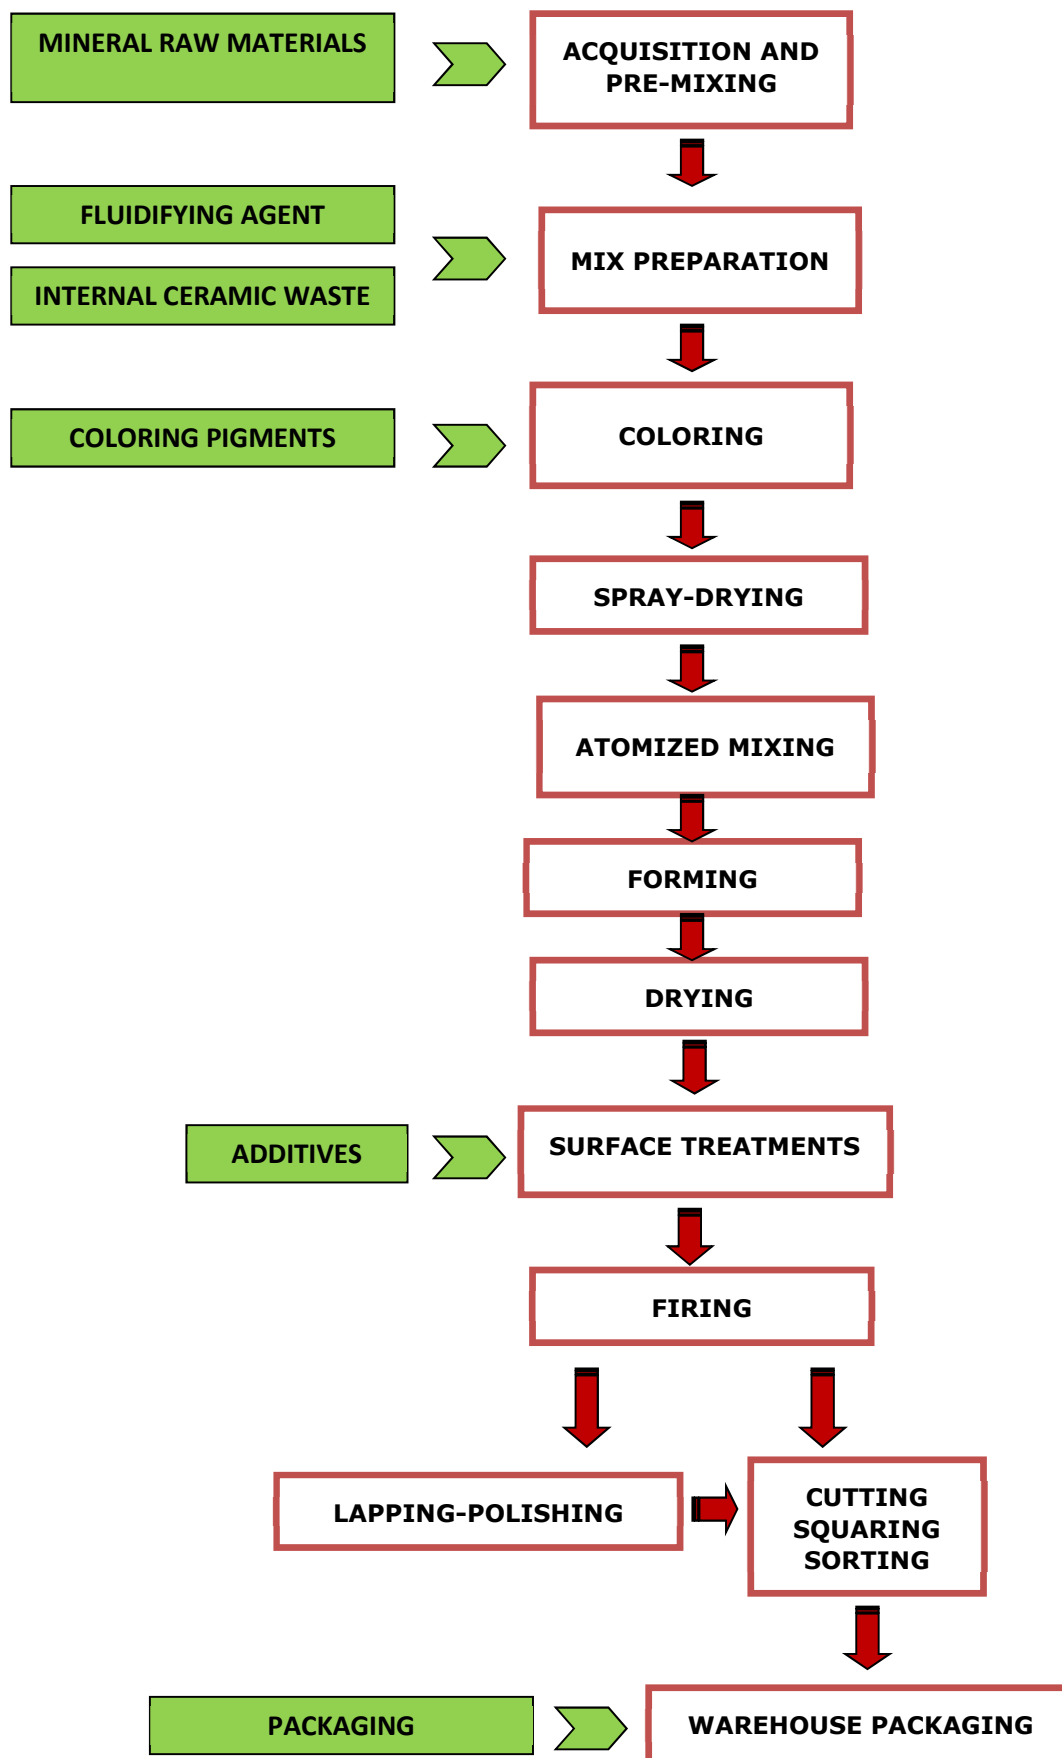 MINERAL RAW MATERIALS
ACQUISITION AND
PRE-MIXING
FLUIDIFYING AGENT
INTERNAL CERAMIC WASTE
MIX PREPARATION
COLORING PIGMENTS
COLORING
SPRAY-DRYING
ATOMIZED MIXING
FORMING
DRYING
ADDITIVES
SURFACE TREATMENTS
FIRING
LAPPING-POLISHING
CUTTING
SQUARING
SORTING
PACKAGING
WAREHOUSE PACKAGING